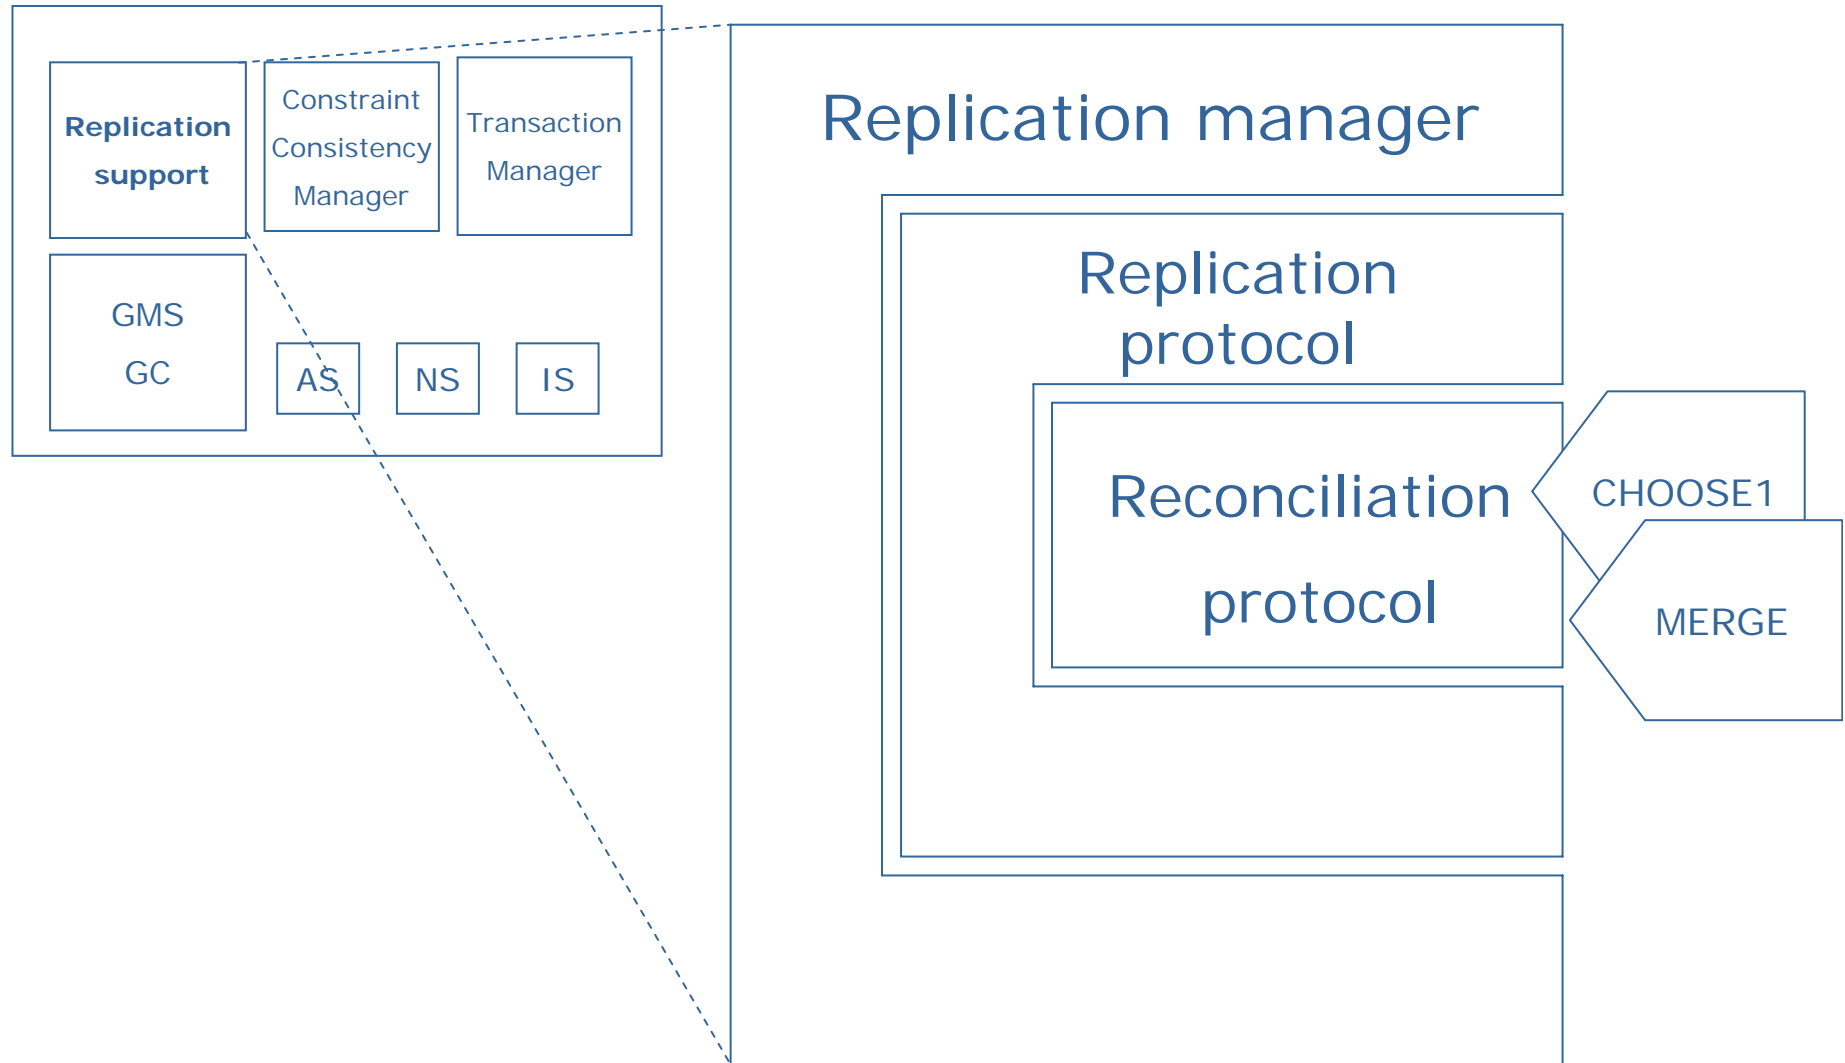 Replication
support
Constraint
Consistency
Manager
Transaction
Manager
GMS
GC
AS
NS
IS
Replication manager
Replication
protocol
Reconciliation
protocol
CHOOSE1
MERGE